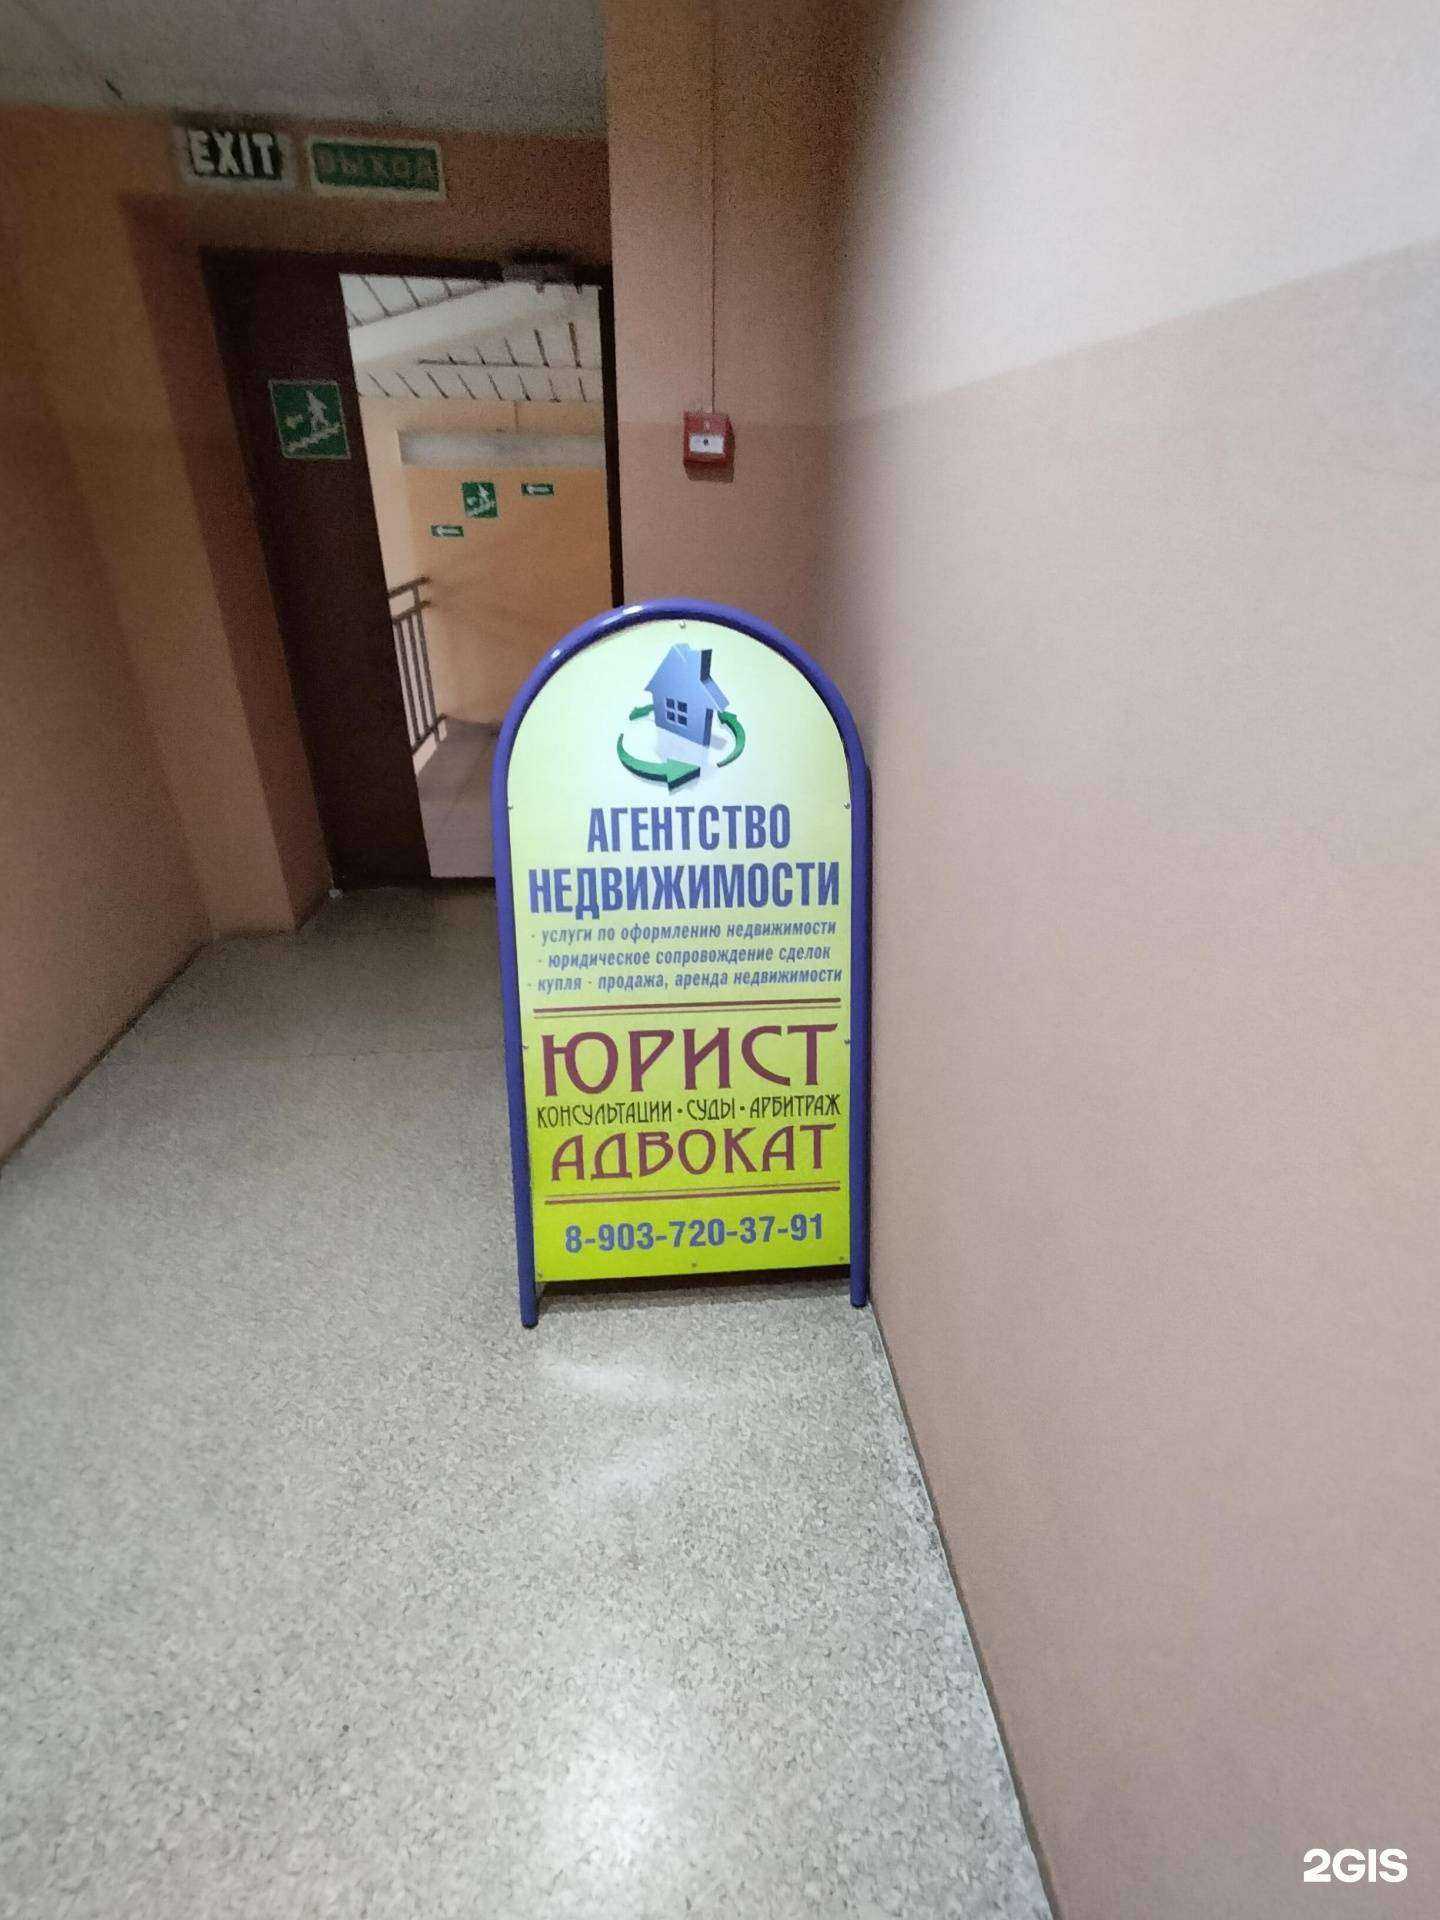 EXIT ВЫХОД
АГЕНТСТВО
НЕДВИЖИМОСТИ
- услуги по оформлению недвижимости
- юридическое сопровождение сделок
- купля - продажа, аренда недвижимости
ЮРИСТ
КОНСУЛЬТАЦИИ • СУДЫ • АРБИТРАЖ
АДВОКАТ
8-903-720-37-91
2GIS